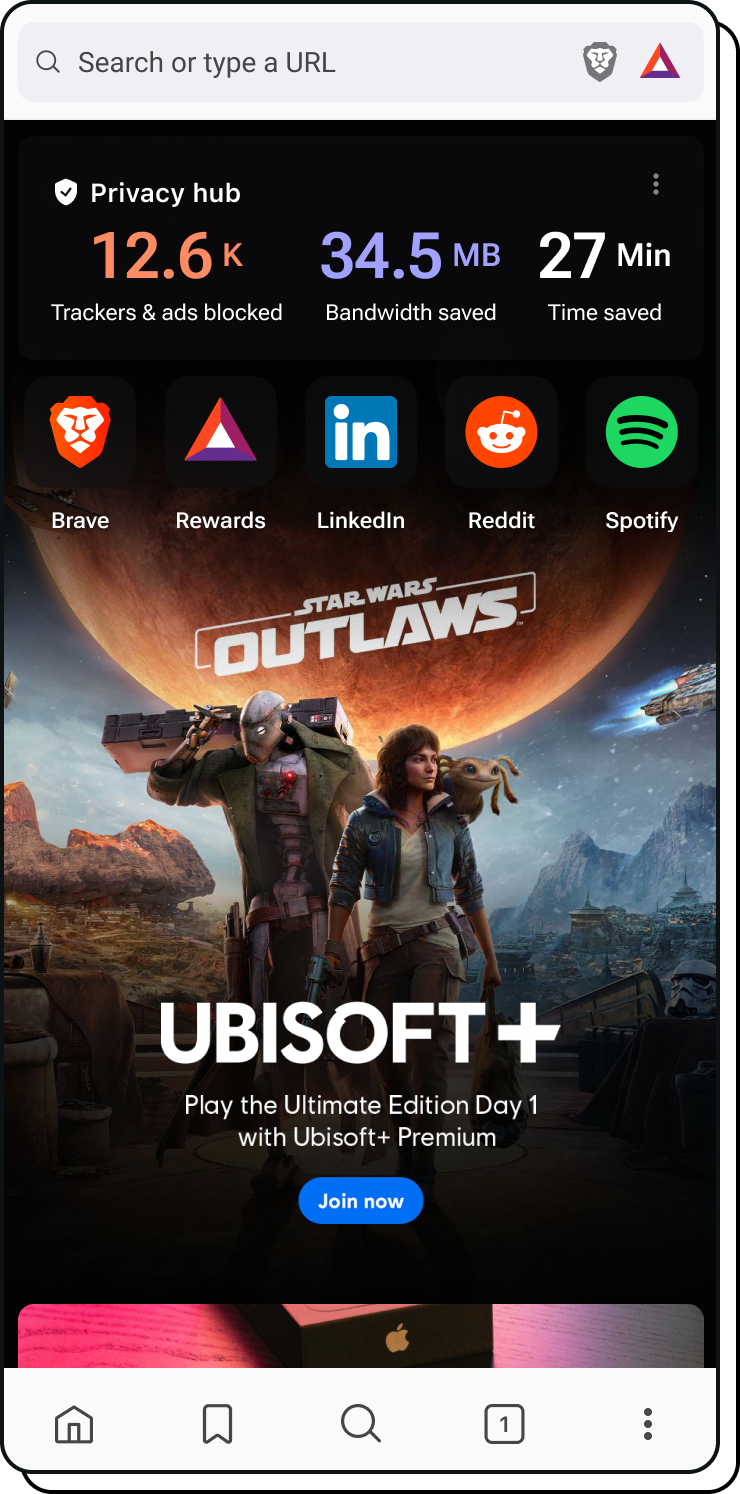 Search or type a URL
Privacy hub
12.6 K
34.5 MB
27 Min
Trackers & ads blocked
Bandwidth saved
Time saved
Brave
Rewards
LinkedIn
Reddit
Spotify
STAR WARS
OUTLAWS™
UBISOFT+
Play the Ultimate Edition Day 1
with Ubisoft+ Premium
Join now
1